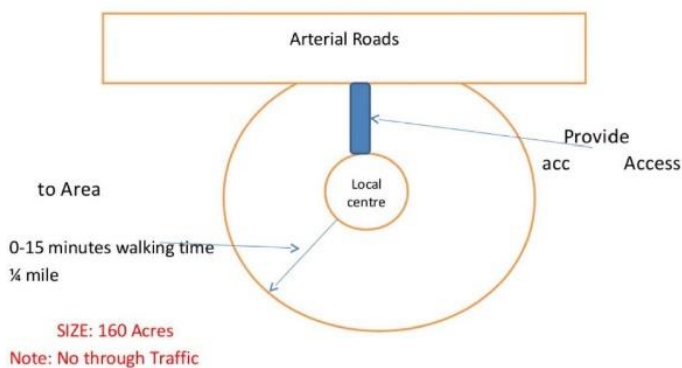 Arterial Roads
Provide
acc Access
to Area
Local
centre
0-15 minutes walking time
¼ mile
SIZE: 160 Acres
Note: No through Traffic